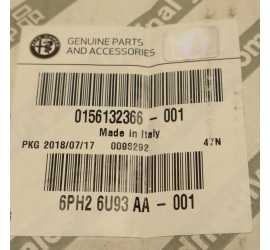 GENUINE PARTS
AND ACCESSORIES
0156132366 -001
Made in Italy
PKG 2018/07/17 0098292 47N
6PH2 6U93 AA -001